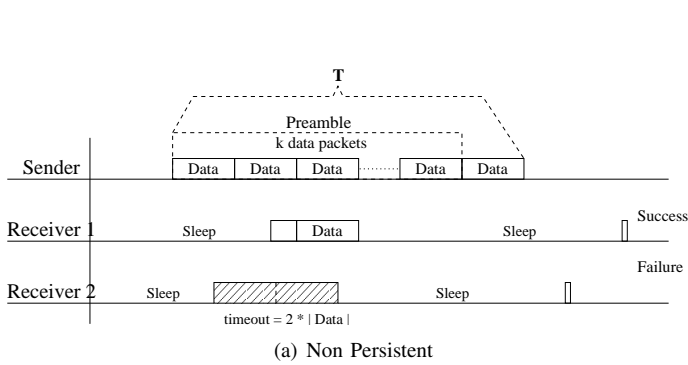 T
Preamble
k data packets
Sender Data Data Data Data Data
Success
Receiver 1 Sleep Data Sleep
Failure
Receiver 2 Sleep Sleep
timeout = 2 * | Data |
(a) Non Persistent